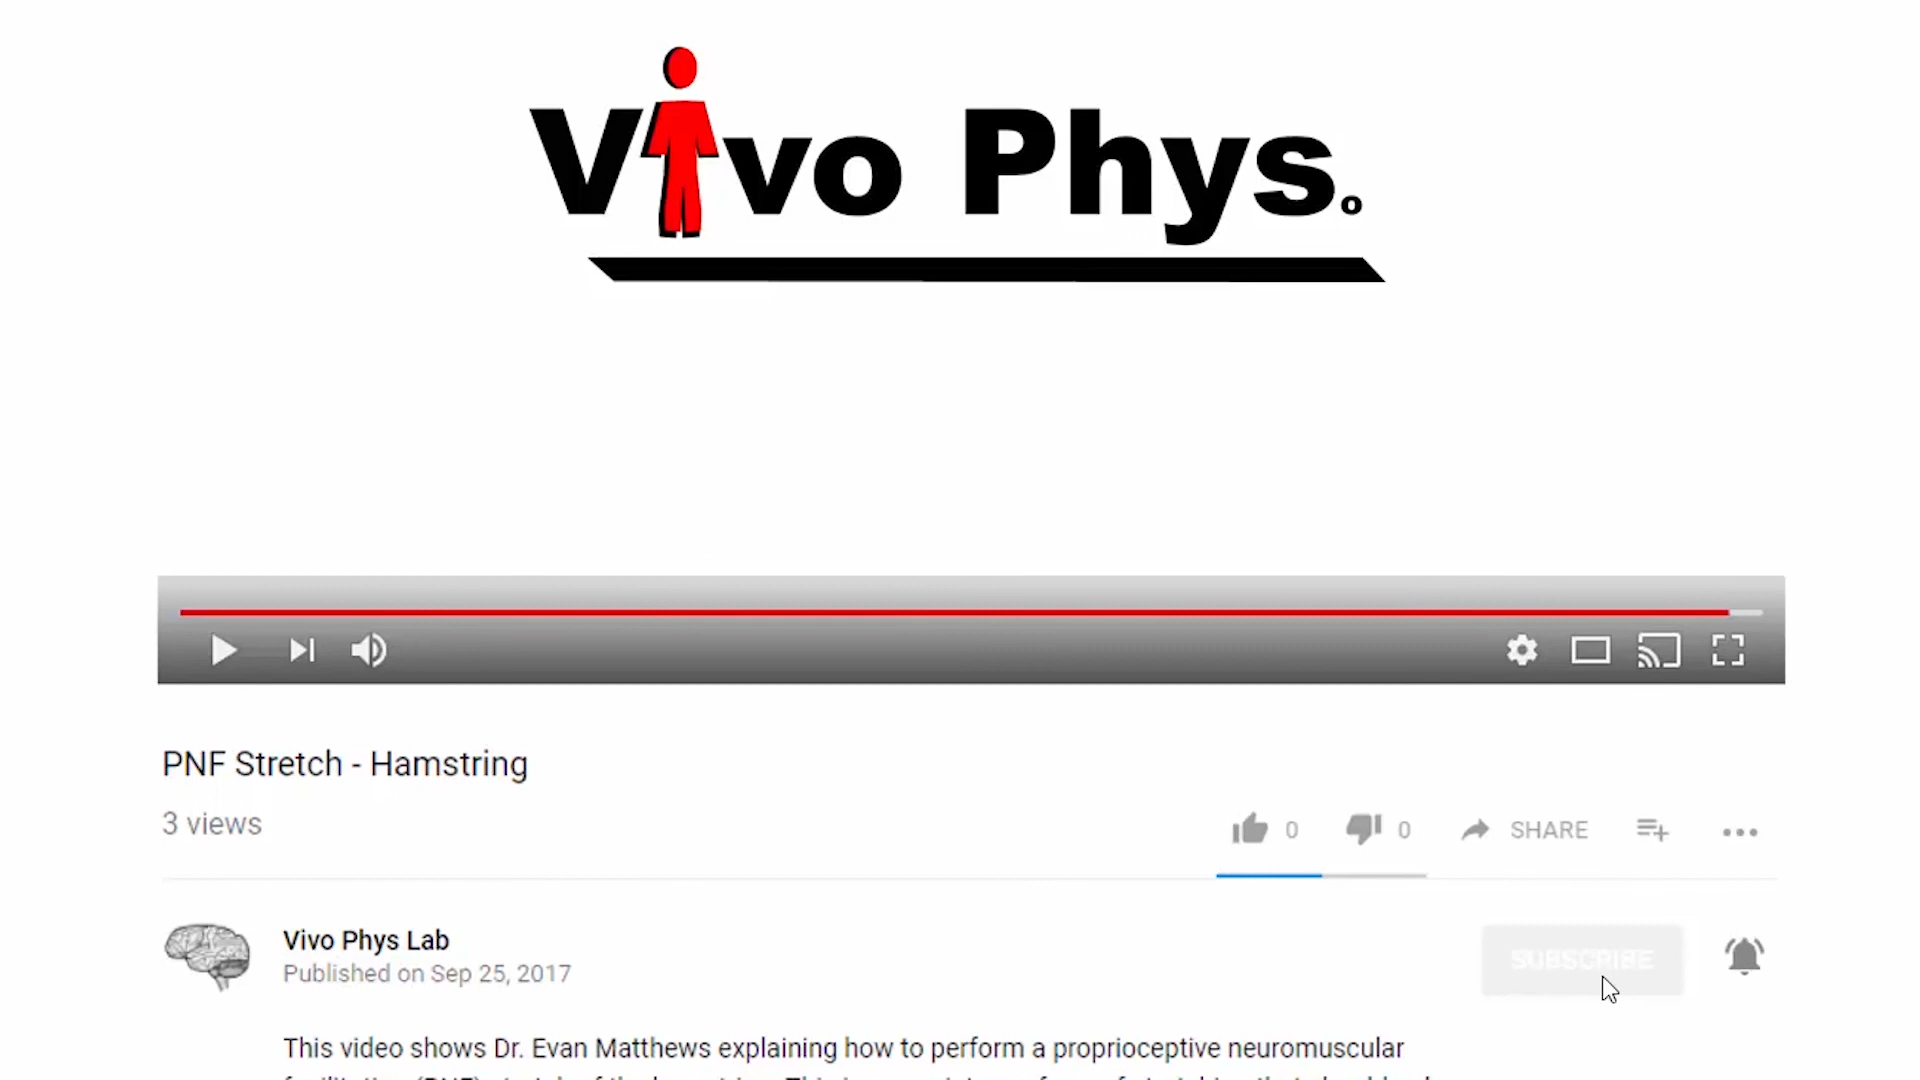 Vivo Phys.
PNF Stretch - Hamstring
3 views
0 0 SHARE
Vivo Phys Lab
SUBSCRIBE
Published on Sep 25, 2017
This video shows Dr. Evan Matthews explaining how to perform a proprioceptive neuromuscular